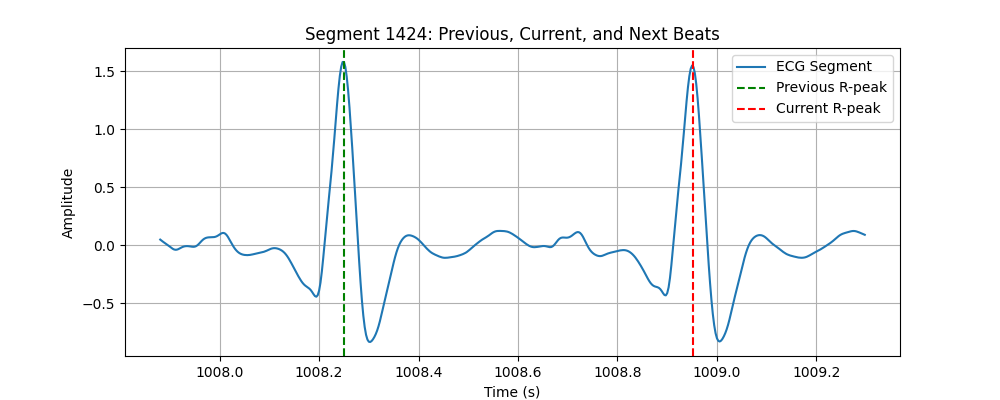 Segment 1424: Previous, Current, and Next Beats
ECG Segment
Previous R-peak
Current R-peak
1.5
1.0
0.5
0.0
−0.5
Amplitude
1008.0 1008.2 1008.4 1008.6 1008.8 1009.0 1009.2
Time (s)